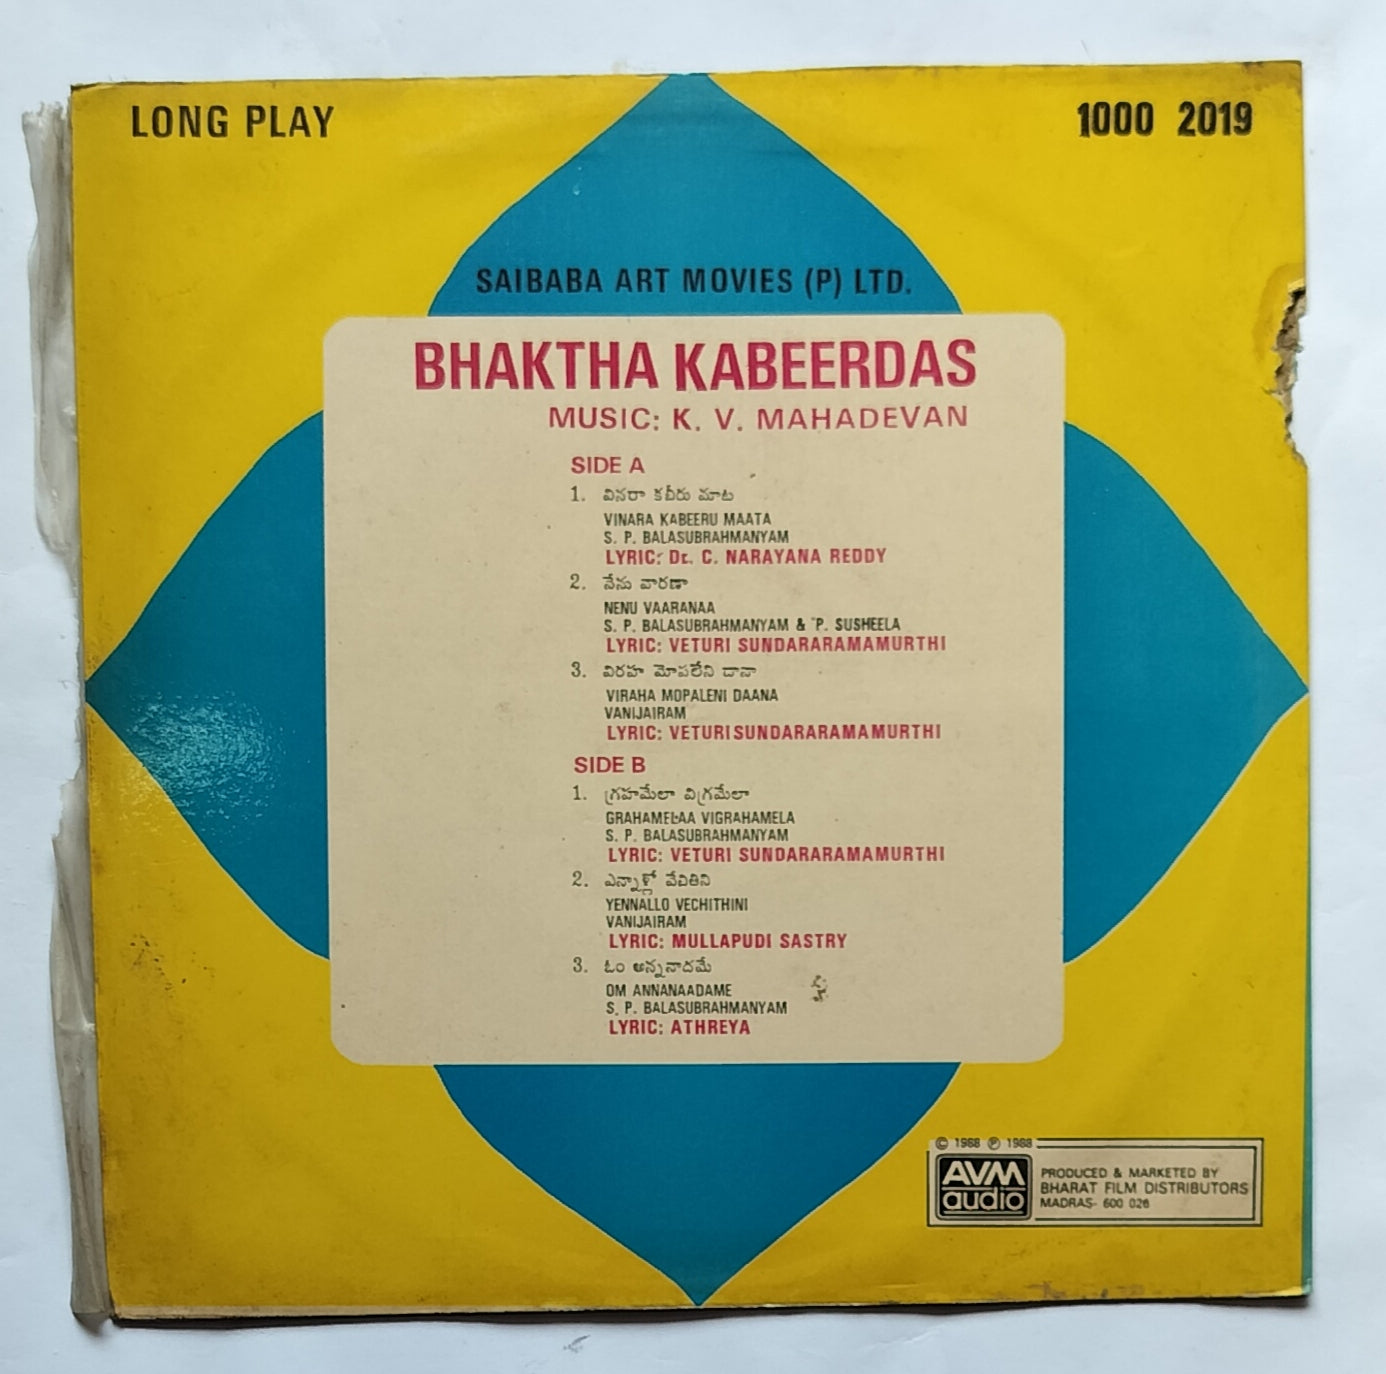 LONG PLAY
1000 2019
SAIBABA ART MOVIES (P) LTD.
BHAKTHA KABEERDAS
MUSIC: K. V. MAHADEVAN
SIDE A
1. వినరా కబీరు మాట
VINARA KABEERU MAATA
S. P. BALASUBRAHMANYAM
LYRIC: Dr. C. NARAYANA REDDY
2. నేను వారణా
NENU VAARANAA
S. P. BALASUBRAHMANYAM & P. SUSHEELA
LYRIC: VETURI SUNDARARAMAMURTHI
3. విరహ మోపలేని దానా
VIRAHA MOPALENI DAANA
VANIJAIRAM
LYRIC: VETURI SUNDARARAMAMURTHI
SIDE B
1. గ్రహమేలా విగ్రమేలా
GRAHAMELAA VIGRAHAMELA
S. P. BALASUBRAHMANYAM
LYRIC: VETURI SUNDARARAMAMURTHI
2. ఎన్నాళ్లో వేచితిని
YENNALLO VECHITHINI
VANIJAIRAM
LYRIC: MULLAPUDI SASTRY
3. ఓం అన్ననాదమే
OM ANNANAADAME
S. P. BALASUBRAHMANYAM
LYRIC: ATHREYA
© 1988 ℗ 1988
AVM audio
PRODUCED & MARKETED BY
BHARAT FILM DISTRIBUTORS
MADRAS- 600 026